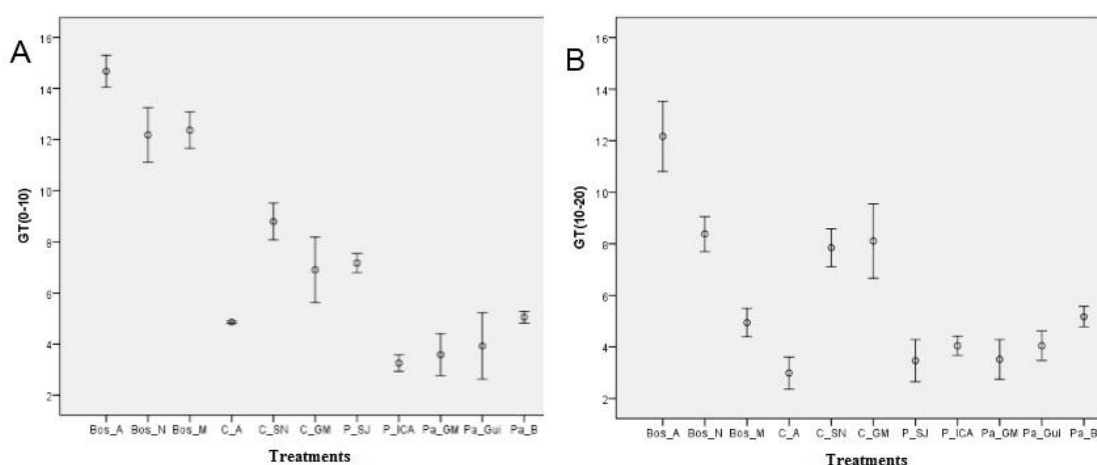 A
GT(0-10)
16
14
12
10
8
6
4
2
Bos_A Bos_N Bos_M C_A C_SN C_GM P_SJ P_ICA Pa_GM Pa_Gui Pa_B
Treatments
B
GT(10-20)
16
14
12
10
8
6
4
2
Bos_A Bos_N Bos_M C_A C_SN C_GM P_SJ P_ICA Pa_GM Pa_Gui Pa_B
Treatments